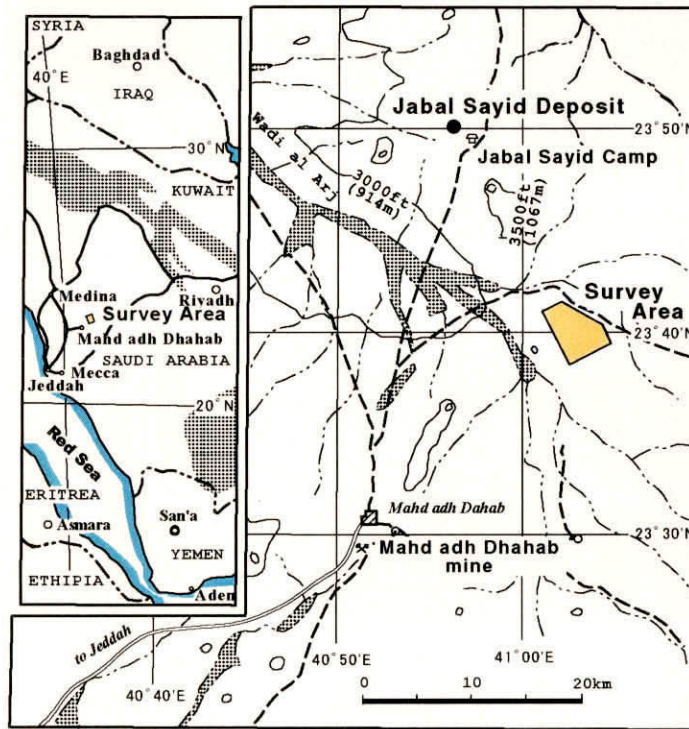 SYRIA
40°E
Baghdad
IRAQ
30°N
KUWAIT
Medina
Riyadh
Survey Area
Mahd adh Dhahab
SAUDI ARABIA
Mecca
Jeddah
20°N
Red Sea
ERITREA
Asmara
San'a
YEMEN
ETHIOPIA
Aden
Jabal Sayid Deposit
23°50'N
Jabal Sayid Camp
Wadi al Arj
3000ft
(914m)
3500ft
(1067m)
Survey
Area
23°40'N
Mahd adh Dahab
23°30'N
Mahd adh Dhahab
mine
to Jeddah
40°50'E
41°00'E
40°40'E
0 10 20km